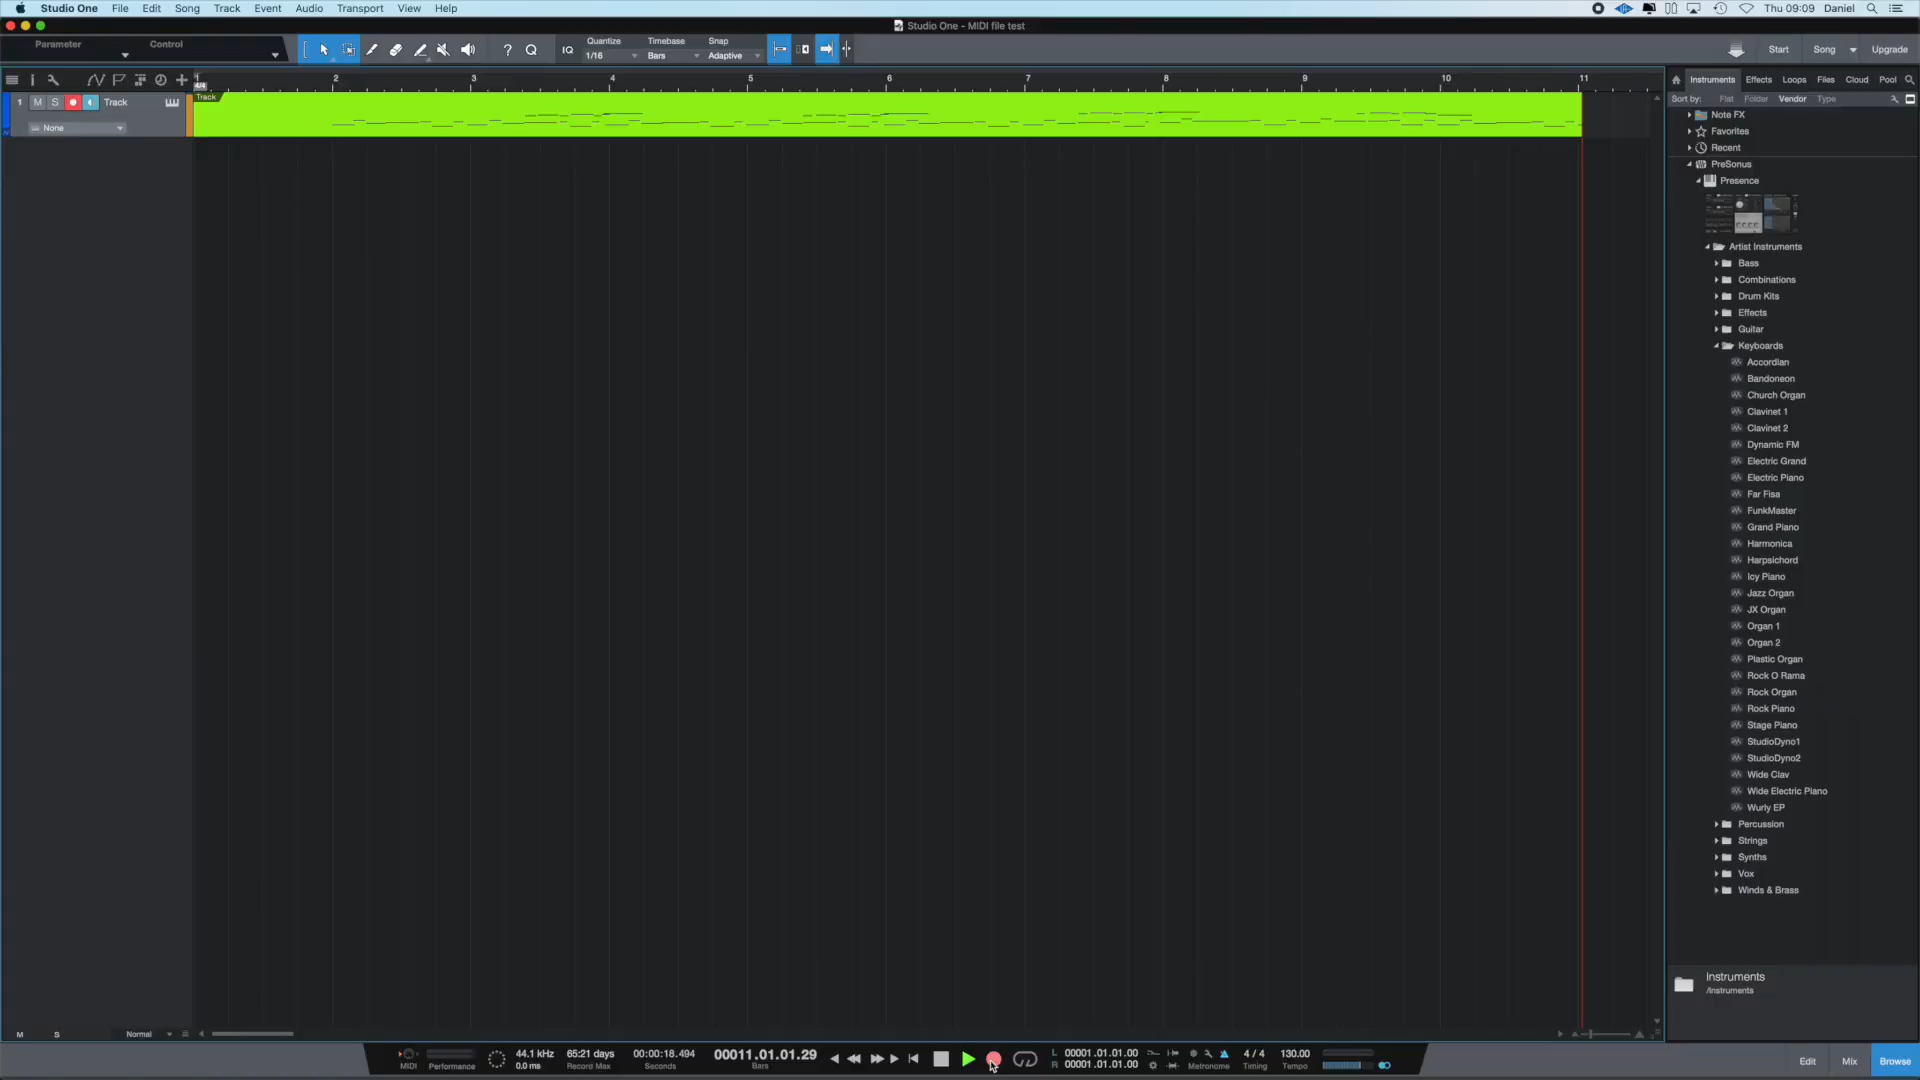 Studio One File Edit Song Track Event Audio Transport View Help Thu 09:09 Daniel
Studio One - MIDI file test
Parameter Control
? Q IQ
Quantize Timebase Snap
1/16 Bars Adaptive
Start Song Upgrade
1 2 3 4 5 6 7 8 9 10 11
4/4
1 M S Track
None
Track
Instruments Effects Loops Files Cloud Pool
Sort by: Flat Folder Vendor Type
Note FX
Favorites
Recent
PreSonus
Presence
Artist Instruments
Bass
Combinations
Drum Kits
Effects
Guitar
Keyboards
Accordian
Bandoneon
Church Organ
Clavinet 1
Clavinet 2
Dynamic FM
Electric Grand
Electric Piano
Far Fisa
FunkMaster
Grand Piano
Harmonica
Harpsichord
Icy Piano
Jazz Organ
JX Organ
Organ 1
Organ 2
Plastic Organ
Rock O Rama
Rock Organ
Rock Piano
Stage Piano
StudioDyno1
StudioDyno2
Wide Clav
Wide Electric Piano
Wurly EP
Percussion
Strings
Synths
Vox
Winds & Brass
Instruments
/Instruments
M S Normal
MIDI Performance
44.1 kHz
0.0 ms
65:21 days
Record Max
00:00:18.494
Seconds
00011.01.01.29
Bars
L 00001.01.01.00
R 00001.01.01.00
Metronome
4 / 4
Timing
130.00
Tempo
Edit Mix Browse